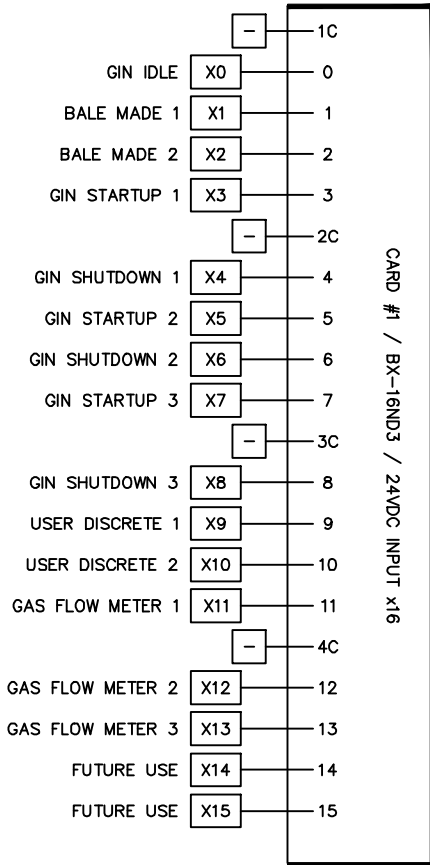 - 1C
GIN IDLE X0 0
BALE MADE 1 X1 1
BALE MADE 2 X2 2
GIN STARTUP 1 X3 3
- 2C
GIN SHUTDOWN 1 X4 4
GIN STARTUP 2 X5 5
GIN SHUTDOWN 2 X6 6
GIN STARTUP 3 X7 7
- 3C
GIN SHUTDOWN 3 X8 8
USER DISCRETE 1 X9 9
USER DISCRETE 2 X10 10
GAS FLOW METER 1 X11 11
- 4C
GAS FLOW METER 2 X12 12
GAS FLOW METER 3 X13 13
FUTURE USE X14 14
FUTURE USE X15 15
CARD #1 / BX-16ND3 / 24VDC INPUT x16